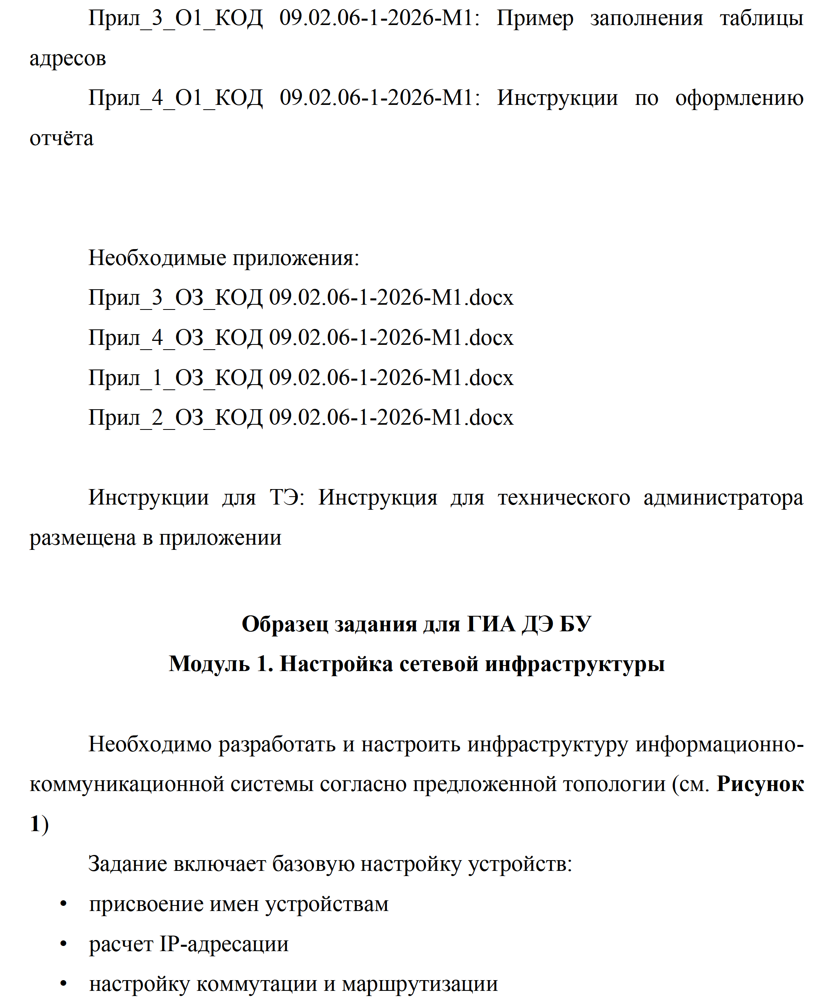 Прил_3_О1_КОД 09.02.06-1-2026-М1: Пример заполнения таблицы
адресов
Прил_4_О1_КОД 09.02.06-1-2026-М1: Инструкции по оформлению
отчёта
Необходимые приложения:
Прил_3_ОЗ_КОД 09.02.06-1-2026-М1.docx
Прил_4_ОЗ_КОД 09.02.06-1-2026-М1.docx
Прил_1_ОЗ_КОД 09.02.06-1-2026-М1.docx
Прил_2_ОЗ_КОД 09.02.06-1-2026-М1.docx
Инструкции для ТЭ: Инструкция для технического администратора
размещена в приложении
Образец задания для ГИА ДЭ БУ
Модуль 1. Настройка сетевой инфраструктуры
Необходимо разработать и настроить инфраструктуру информационно-
коммуникационной системы согласно предложенной топологии (см. Рисунок
1)
Задание включает базовую настройку устройств:
• присвоение имен устройствам
• расчет IP-адресации
• настройку коммутации и маршрутизации